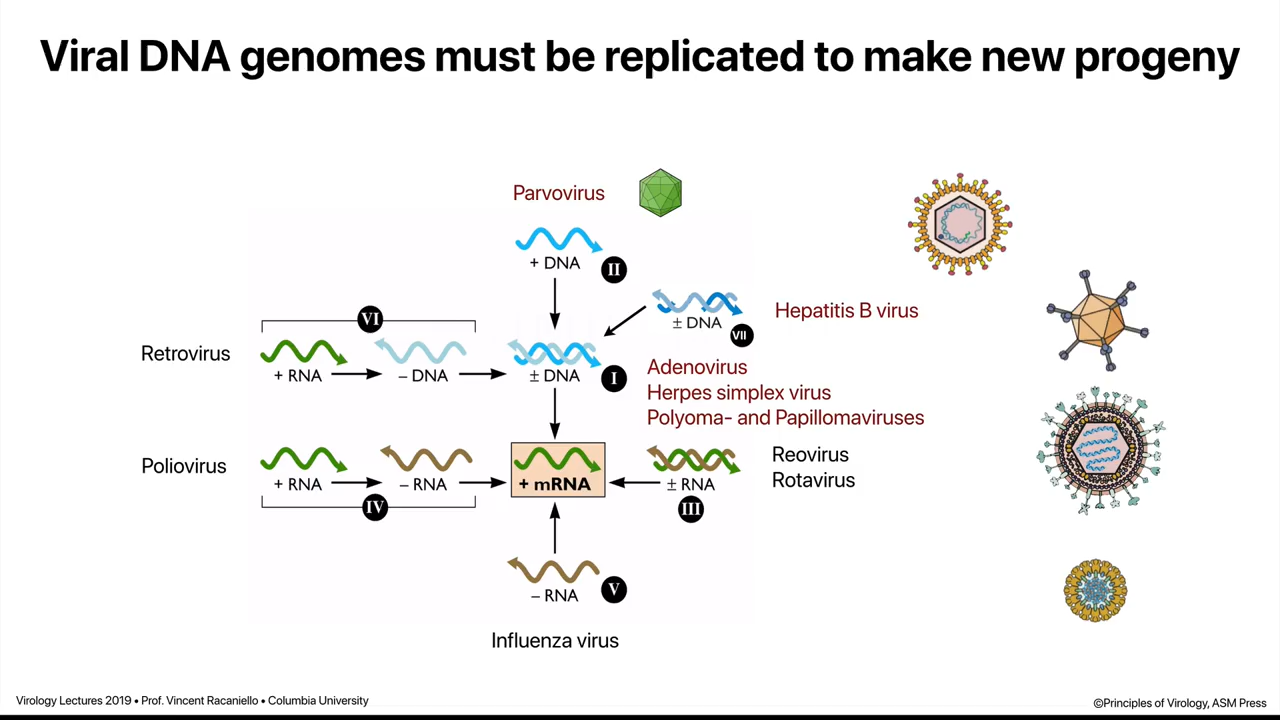 Viral DNA genomes must be replicated to make new progeny
Parvovirus
+ DNA
II
± DNA
VII
Hepatitis B virus
VI
Retrovirus
+ RNA
– DNA
± DNA
I
Adenovirus
Herpes simplex virus
Polyoma- and Papillomaviruses
Poliovirus
+ RNA
– RNA
IV
+ mRNA
± RNA
III
Reovirus
Rotavirus
– RNA
V
Influenza virus
Virology Lectures 2019 • Prof. Vincent Racaniello • Columbia University
©Principles of Virology, ASM Press